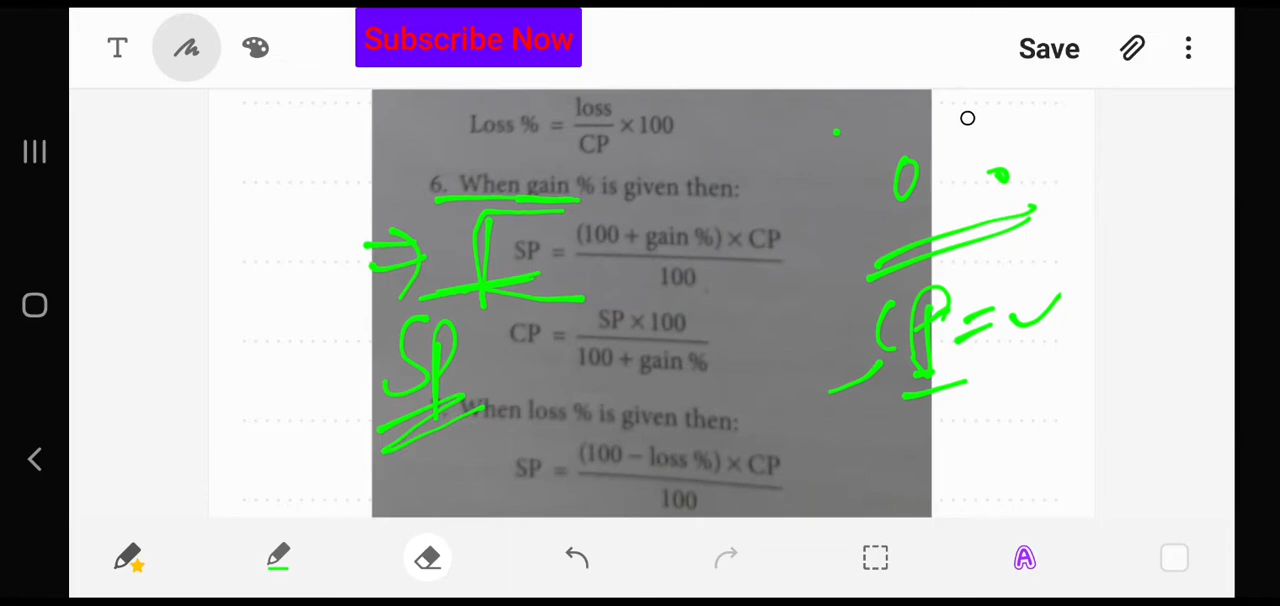 T
Subscribe Now
Save
Loss % = loss/CP × 100
6. When gain % is given then:
SP = (100 + gain %) × CP / 100
CP = SP × 100 / 100 + gain %
When loss % is given then:
SP = (100 – loss %) × CP / 100
0
CP = ✓
SP
A